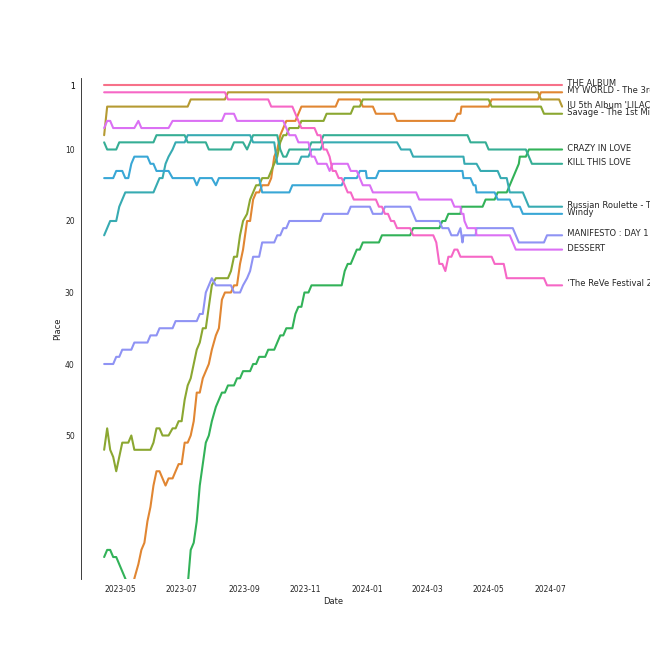 1
10
20
30
40
50
Place
2023-05
2023-07
2023-09
2023-11
2024-01
2024-03
2024-05
2024-07
Date
THE ALBUM
MY WORLD - The 3r
IU 5th Album 'LILAC
Savage - The 1st Mi
CRAZY IN LOVE
KILL THIS LOVE
Russian Roulette - T
Windy
MANIFESTO : DAY 1
DESSERT
'The ReVe Festival 2